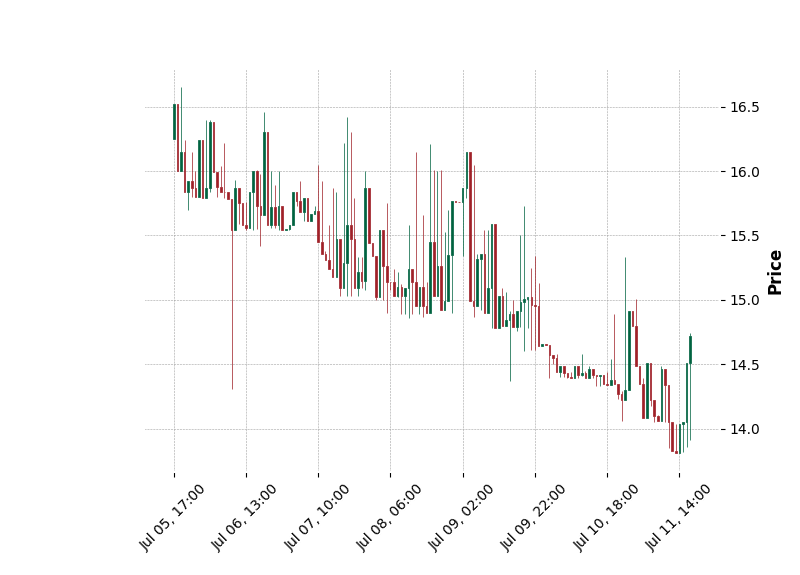 16.5
16.0
15.5
15.0
14.5
14.0
Price
Jul 05, 17:00
Jul 06, 13:00
Jul 07, 10:00
Jul 08, 06:00
Jul 09, 02:00
Jul 09, 22:00
Jul 10, 18:00
Jul 11, 14:00